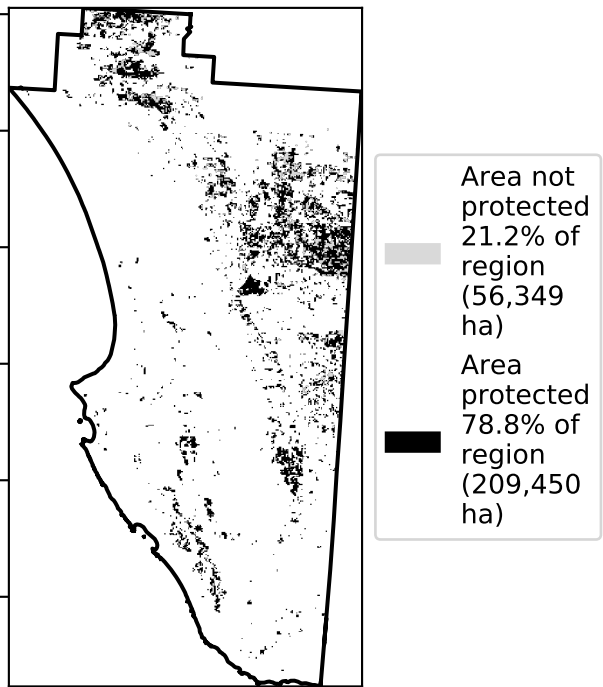 Area not
protected
21.2% of
region
(56,349
ha)
Area
protected
78.8% of
region
(209,450
ha)